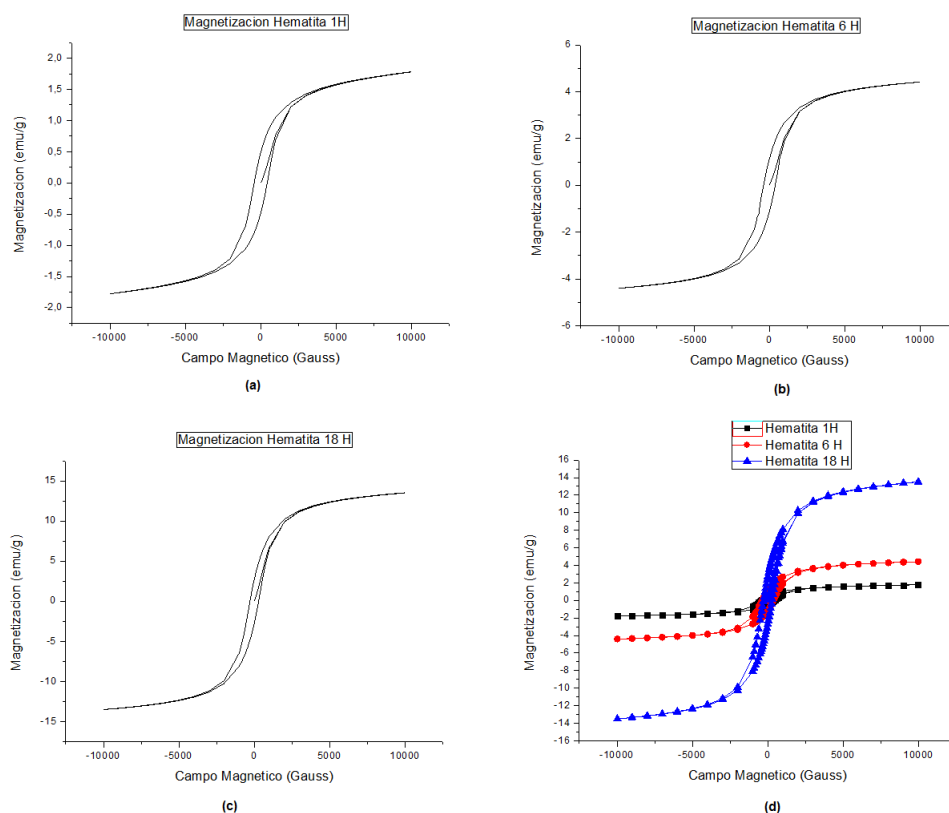 Magnetizacion Hematita 1H
2,0
1,5
1,0
0,5
0,0
-0,5
-1,0
-1,5
-2,0
Magnetizacion (emu/g)
-10000 -5000 0 5000 10000
Campo Magnetico (Gauss)
(a)
Magnetizacion Hematita 6 H
6
4
2
0
-2
-4
-6
Magnetizacion (emu/g)
-10000 -5000 0 5000 10000
Campo Magnetico (Gauss)
(b)
Magnetizacion Hematita 18 H
15
10
5
0
-5
-10
-15
Magnetizacion (emu/g)
-10000 -5000 0 5000 10000
Campo Magnetico (Gauss)
(c)
Hematita 1H
Hematita 6 H
Hematita 18 H
16
14
12
10
8
6
4
2
0
-2
-4
-6
-8
-10
-12
-14
-16
Magnetizacion (emu/g)
-10000 -5000 0 5000 10000
Campo Magnetico (Gauss)
(d)